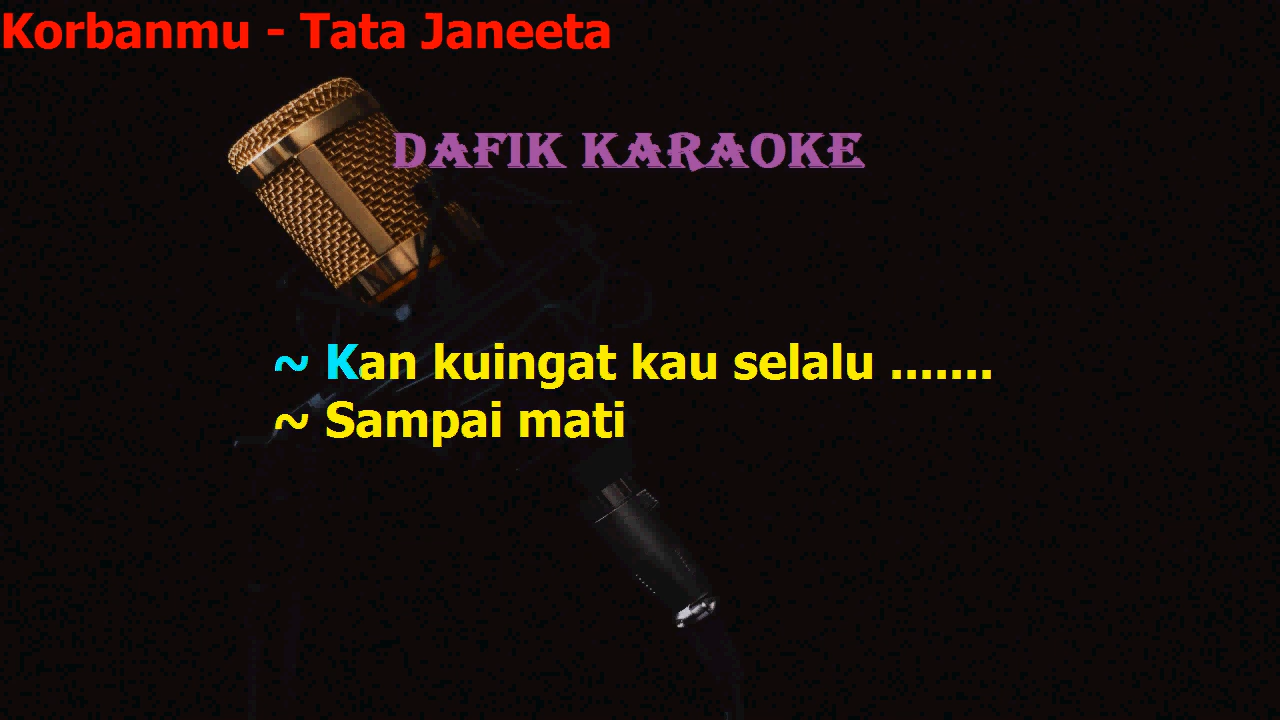 Korbanmu - Tata Janeeta
DAFIK KARAOKE
~ Kan kuingat kau selalu .......
~ Sampai mati